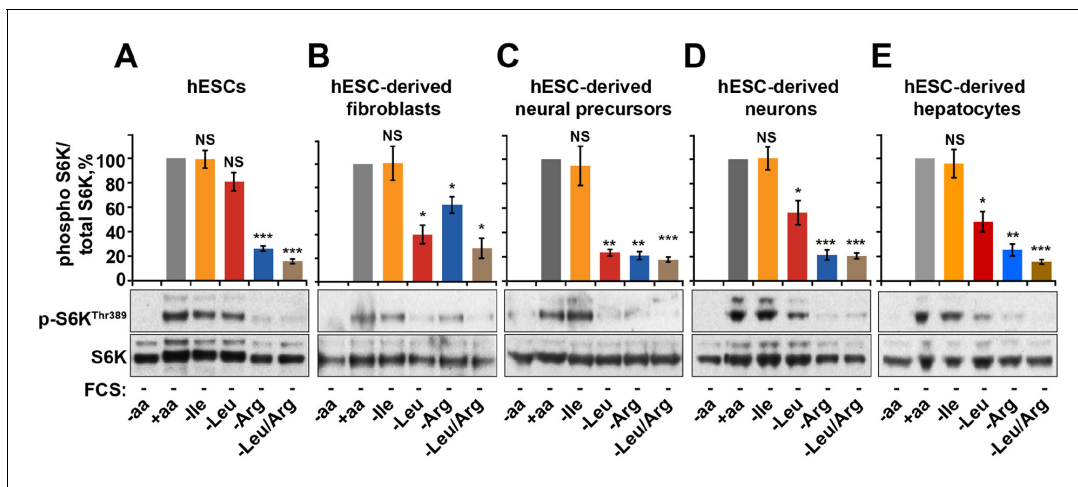 A B C D E
hESCs
hESC-derived
fibroblasts
hESC-derived
neural precursors
hESC-derived
neurons
hESC-derived
hepatocytes
phospho S6K/
total S6K,%
100
80
60
40
20
0
NS NS *** ***
NS * * *
NS ** ** ***
NS * *** ***
NS * ** ***
p-S6KThr389
S6K
FCS: - - - - - - - - - - - - - - - - - - - - - - - - - - - - - -
-aa +aa -Ile -Leu -Arg -Leu/Arg
-aa +aa -Ile -Leu -Arg -Leu/Arg
-aa +aa -Ile -Leu -Arg -Leu/Arg
-aa +aa -Ile -Leu -Arg -Leu/Arg
-aa +aa -Ile -Leu -Arg -Leu/Arg